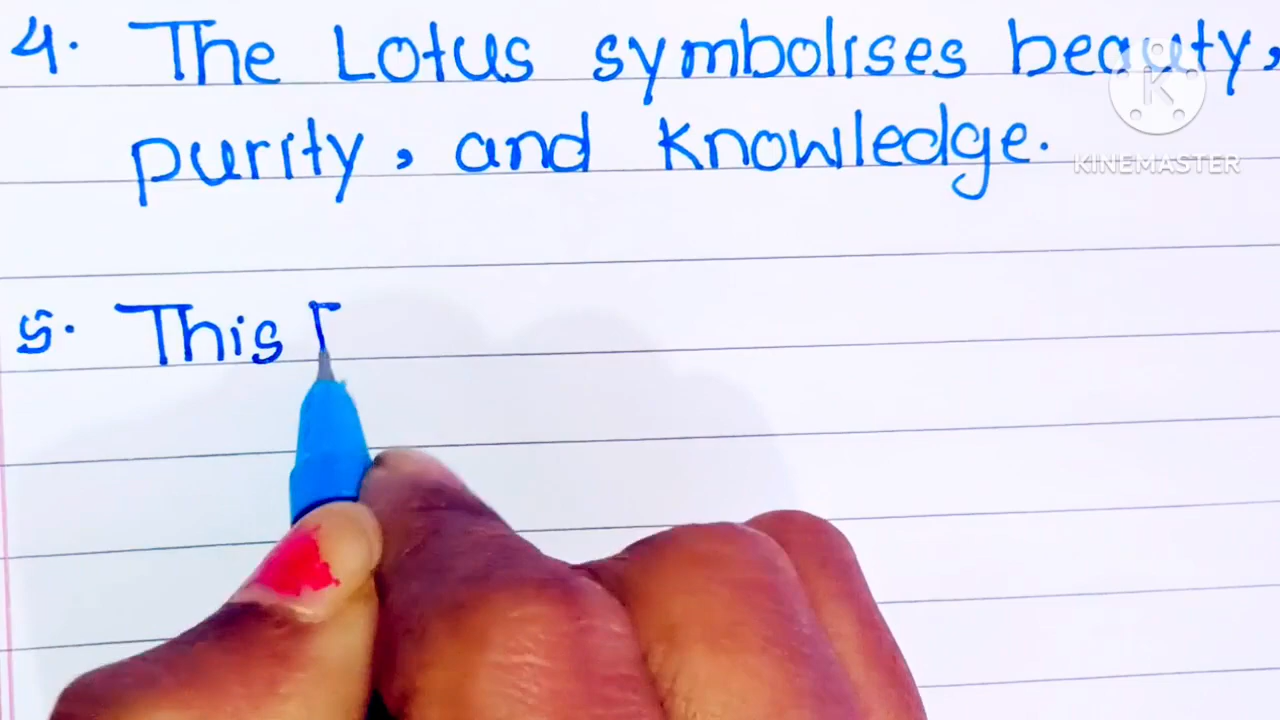 4. The Lotus symbolises beauty,
purity, and knowledge.
5. This
K
KINEMASTER